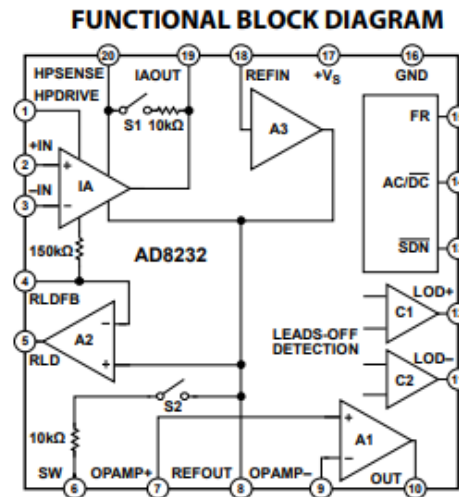 FUNCTIONAL BLOCK DIAGRAM
20 19 18 17 16
HPSENSE IAOUT REFIN +VS GND
HPDRIVE
1
S1 10kΩ
A3
FR
+IN
2
IA
AC/DC
–IN
3
SDN
150kΩ
AD8232
4
RLDFB
LOD+
C1
A2
LEADS-OFF
DETECTION
5
RLD
LOD–
C2
S2
10kΩ
A1
SW OPAMP+ REFOUT OPAMP– OUT
6 7 8 9 10